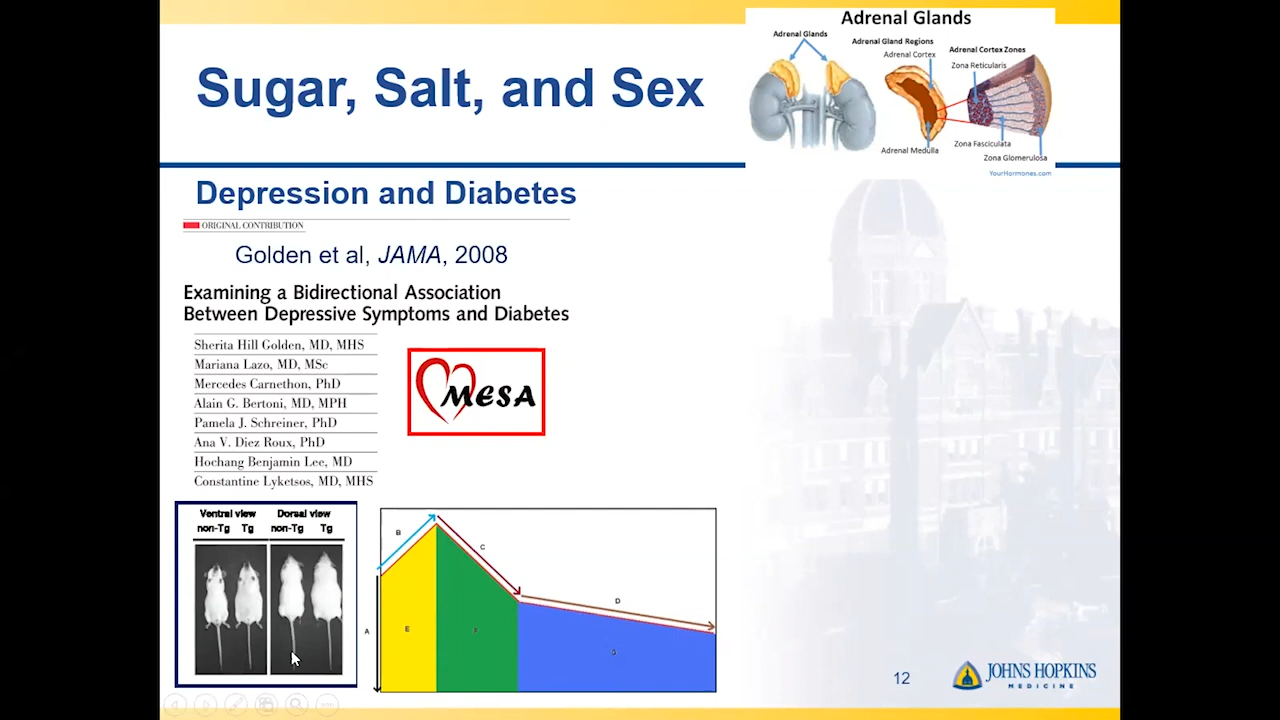 Adrenal Glands
Adrenal Glands
Adrenal Gland Regions
Adrenal Cortex
Adrenal Cortex Zones
Zona Reticularis
Adrenal Medulla
Zona Fasciculata
Zona Glomerulosa
YourHormones.com
Sugar, Salt, and Sex
Depression and Diabetes
ORIGINAL CONTRIBUTION
Golden et al, JAMA, 2008
Examining a Bidirectional Association
Between Depressive Symptoms and Diabetes
Sherita Hill Golden, MD, MHS
Mariana Lazo, MD, MSc
Mercedes Carnethon, PhD
Alain G. Bertoni, MD, MPH
Pamela J. Schreiner, PhD
Ana V. Diez Roux, PhD
Hochang Benjamin Lee, MD
Constantine Lyketsos, MD, MHS
MESA
Ventral view Dorsal view
non-Tg Tg non-Tg Tg
B
C
D
A
E
12
JOHNS HOPKINS
MEDICINE